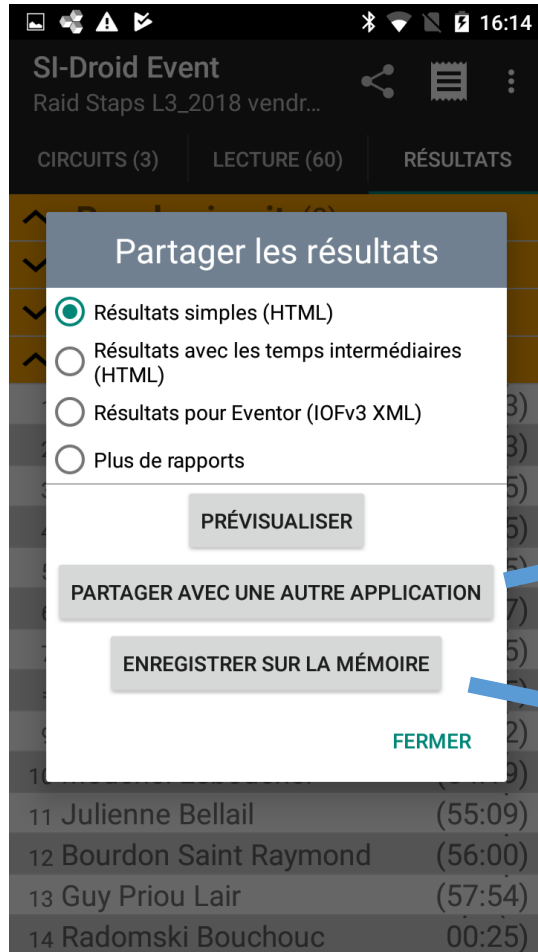 16:14
SI-Droid Event
Raid Staps L3_2018 vendr...
CIRCUITS (3) LECTURE (60) RÉSULTATS
Partager les résultats
Résultats simples (HTML)
Résultats avec les temps intermédiaires
(HTML)
Résultats pour Eventor (IOFv3 XML)
Plus de rapports
PRÉVISUALISER
PARTAGER AVEC UNE AUTRE APPLICATION
ENREGISTRER SUR LA MÉMOIRE
FERMER
11 Julienne Bellail (55:09)
12 Bourdon Saint Raymond (56:00)
13 Guy Priou Lair (57:54)
14 Radomski Bouchouc 00:25)